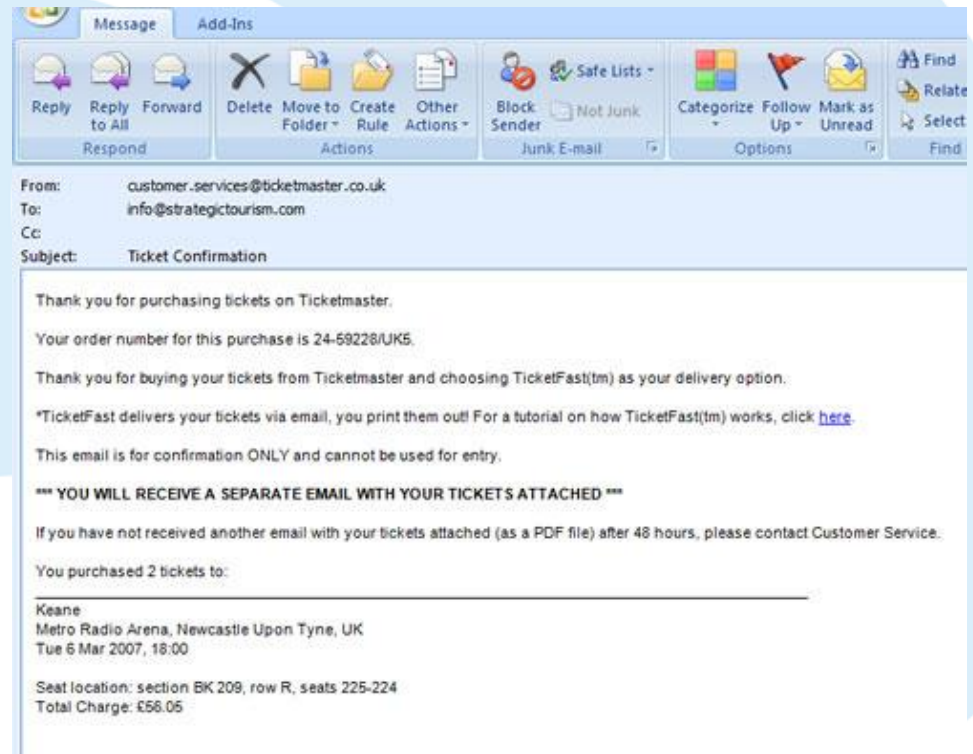 Message Add-Ins
Reply Reply to All Forward Delete Move to Folder Create Rule Other Actions Block Sender Safe Lists Not Junk Categorize Follow Up Mark as Unread Find Relate Select
Respond Actions Junk E-mail Options Find
From: customer.services@ticketmaster.co.uk
To: info@strategictourism.com
Cc:
Subject: Ticket Confirmation
Thank you for purchasing tickets on Ticketmaster.
Your order number for this purchase is 24-59228/UK5.
Thank you for buying your tickets from Ticketmaster and choosing TicketFast(tm) as your delivery option.
*TicketFast delivers your tickets via email, you print them out! For a tutorial on how TicketFast(tm) works, click here.
This email is for confirmation ONLY and cannot be used for entry.
*** YOU WILL RECEIVE A SEPARATE EMAIL WITH YOUR TICKETS ATTACHED ***
If you have not received another email with your tickets attached (as a PDF file) after 48 hours, please contact Customer Service.
You purchased 2 tickets to:
Keane
Metro Radio Arena, Newcastle Upon Tyne, UK
Tue 6 Mar 2007, 18:00
Seat location: section BK 209, row R, seats 225-224
Total Charge: £56.05